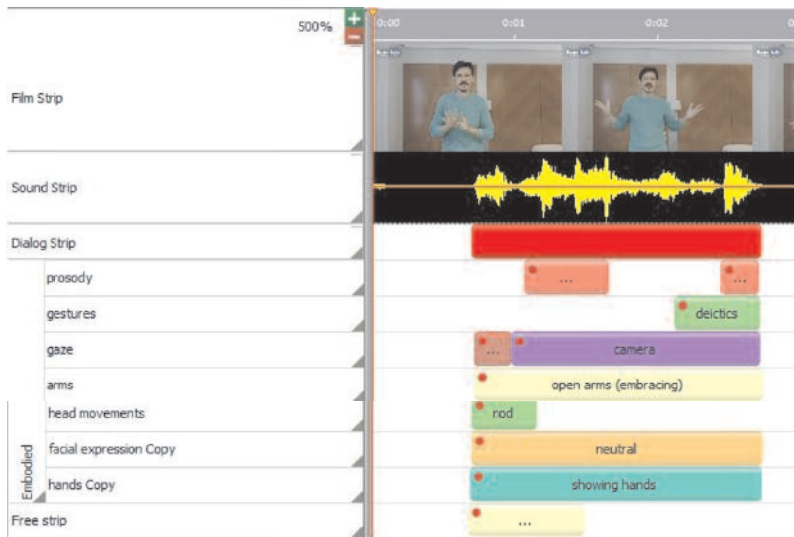 500%
0:00 0:01 0:02
Film Strip
Sound Strip
Dialog Strip
prosody ... ...
gestures deictics
gaze ... camera
arms open arms (embracing)
head movements nod
facial expression Copy neutral
hands Copy showing hands
Embodied
Free strip ...